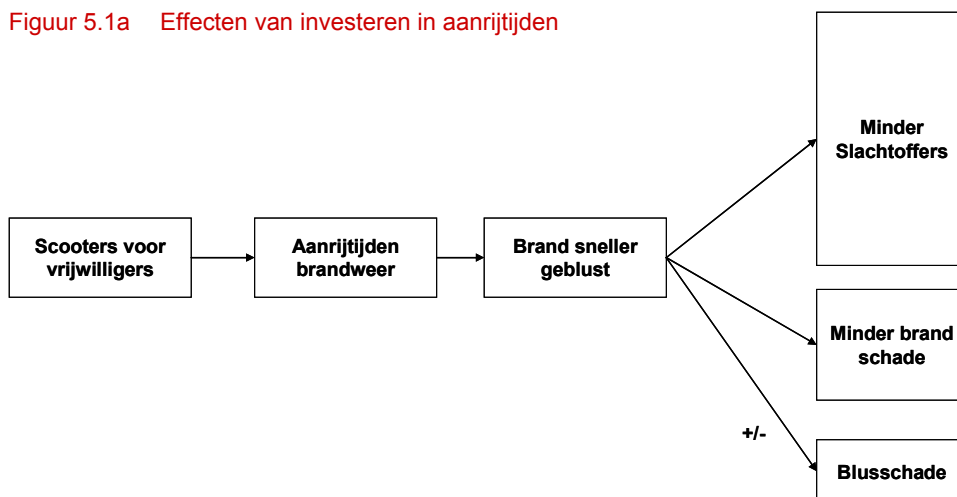 Figuur 5.1a Effecten van investeren in aanrijtijden
Minder
Slachtoffers
Scooters voor
vrijwilligers
Aanrijtijden
brandweer
Brand sneller
geblust
Minder brand
schade
+/-
Blusschade